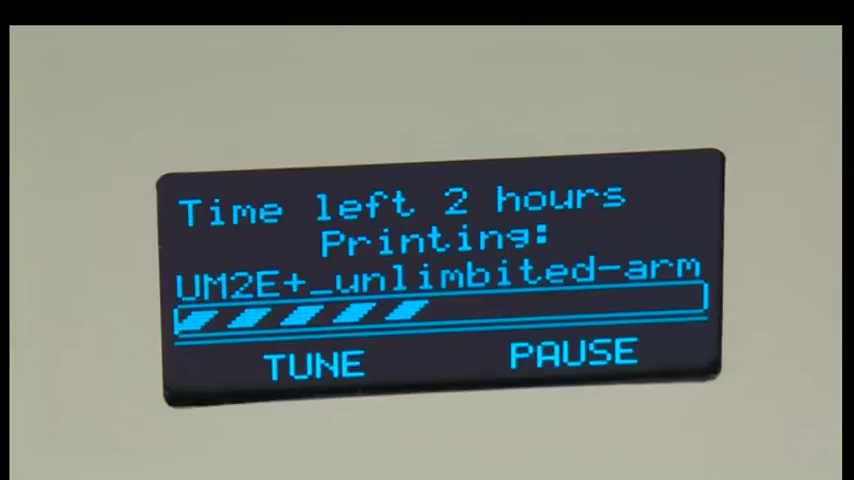 Time left 2 hours
Printing:
UM2E+_unlimbited-arm
TUNE PAUSE